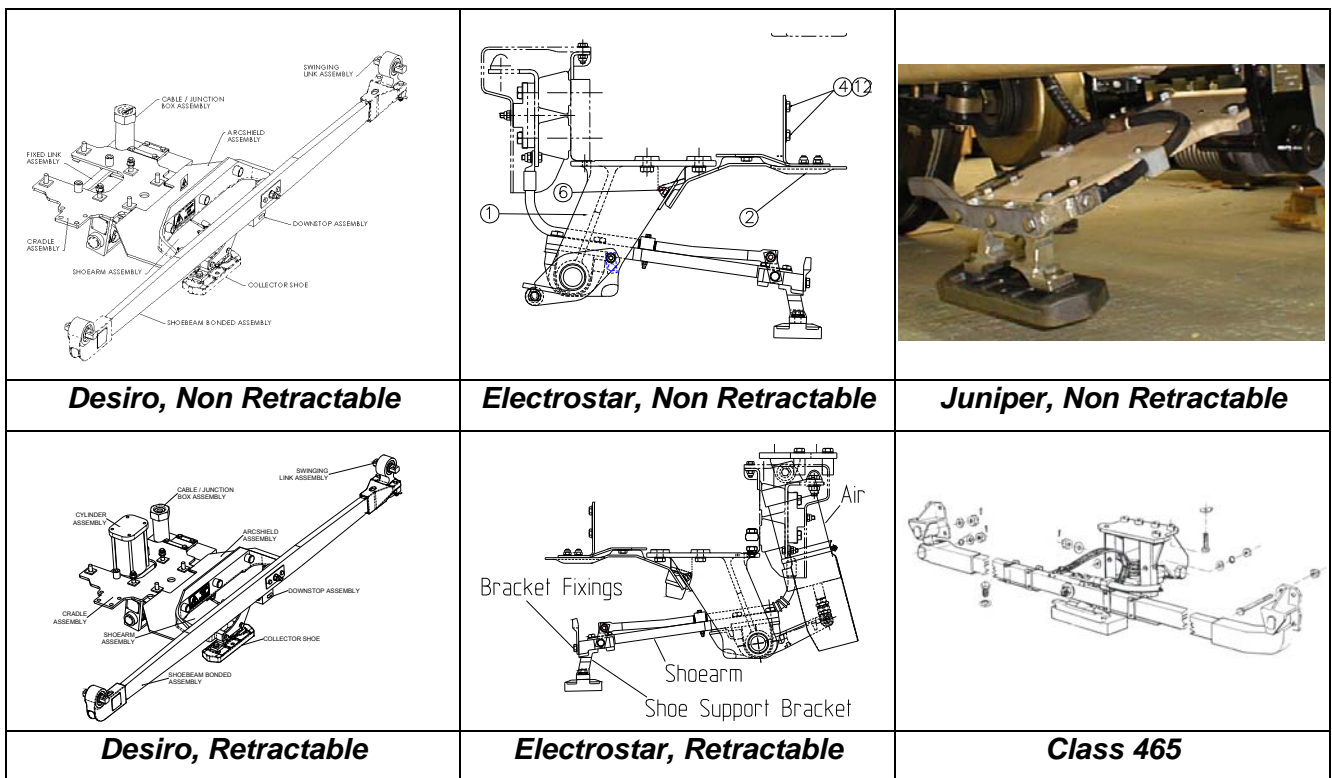 SWINGING
LINK ASSEMBLY
CABLE / JUNCTION
BOX ASSEMBLY
ARCSHIELD
ASSEMBLY
FIXED LINK
ASSEMBLY
DOWNSTOP ASSEMBLY
CRADLE
ASSEMBLY
SHOEARM ASSEMBLY
COLLECTOR SHOE
SHOEBEAM BONDED ASSEMBLY
4 12
6
1
2
Desiro, Non Retractable
Electrostar, Non Retractable
Juniper, Non Retractable
SWINGING
LINK ASSEMBLY
CABLE / JUNCTION
BOX ASSEMBLY
CYLINDER
ASSEMBLY
ARCSHIELD
ASSEMBLY
DOWNSTOP ASSEMBLY
CRADLE
ASSEMBLY
SHOEARM
ASSEMBLY
COLLECTOR SHOE
SHOEBEAM BONDED
ASSEMBLY
Air
Bracket Fixings
Shoearm
Shoe Support Bracket
Desiro, Retractable
Electrostar, Retractable
Class 465